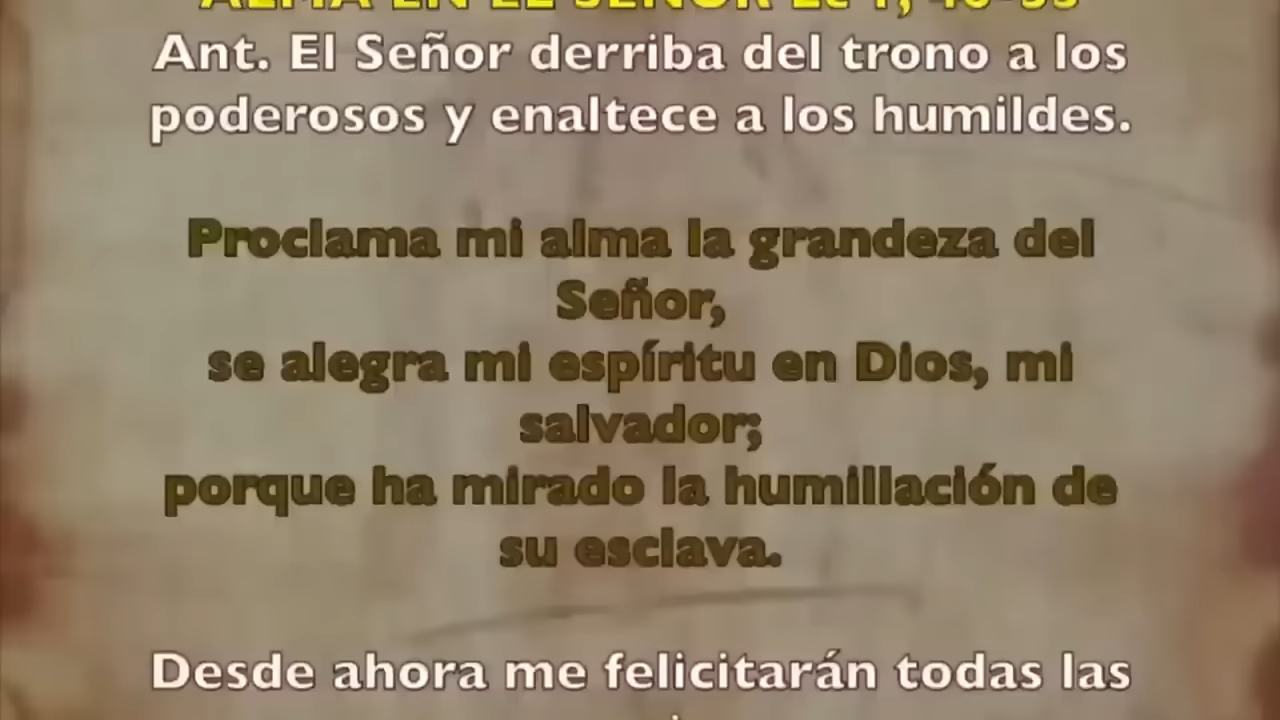 ALMA EN EL SEÑOR Lc 1, 46-55
Ant. El Señor derriba del trono a los
poderosos y enaltece a los humildes.
Proclama mi alma la grandeza del
Señor,
se alegra mi espíritu en Dios, mi
salvador;
porque ha mirado la humillación de
su esclava.
Desde ahora me felicitarán todas las